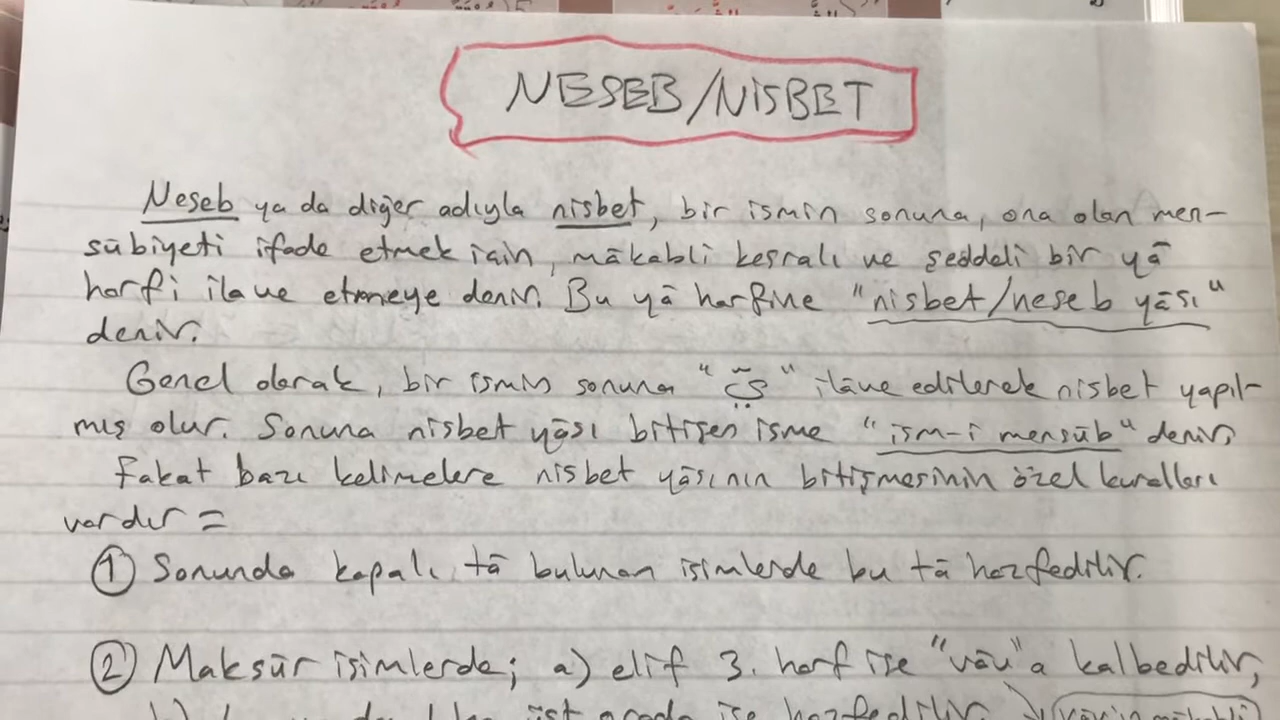 NESEB/NİSBET
Neseb ya da diğer adıyla nisbet, bir ismin sonuna, ona olan men-
sûbiyeti ifade etmek için, mâkabli kesralı ve şeddeli bir yâ
harfi ilave etmeye denir. Bu yâ harfine "nisbet/neseb yâsı"
denir.
Genel olarak, bir ismin sonuna " " ilâve edilerek nisbet yapıl-
mış olur. Sonuna nisbet yâsı bitişen isme "ism-i mensûb" denir.
Fakat bazı kelimelere nisbet yâsının bitişmesinin özel kuralları
vardır =
① Sonunda kapalı tâ bulunan isimlerde bu tâ hazfedilir.
② Maksûr isimlerde; a) elif 3. harf ise "vâv"a kalbedilir,
ise hazfedilir.